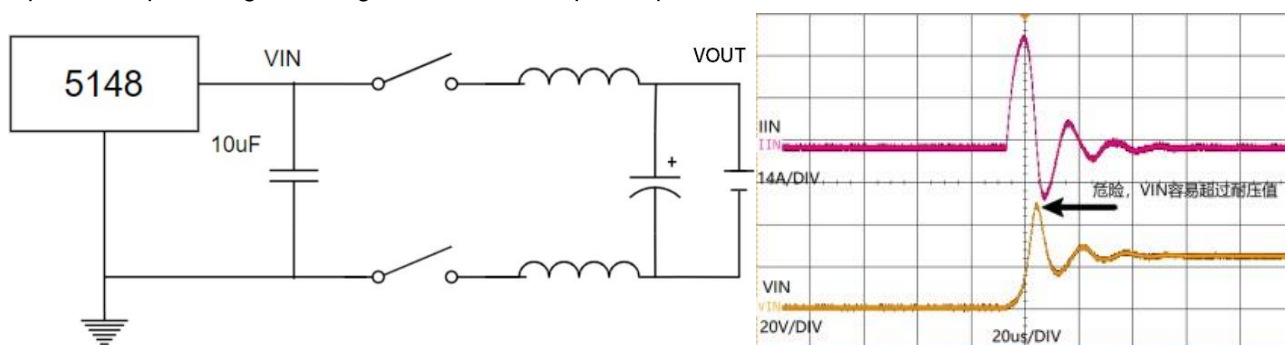 5148
VIN
10uF
+
VOUT
IIN
IIN
14A/DIV
危险，VIN容易超过耐压值
VIN
VIN
20V/DIV
20us/DIV